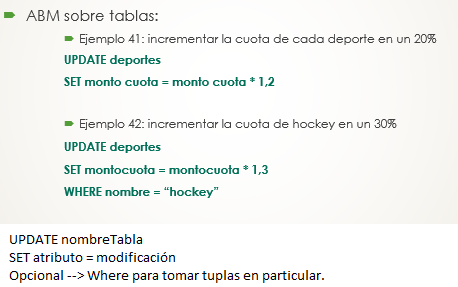 ABM sobre tablas:
Ejemplo 41: incrementar la cuota de cada deporte en un 20%
UPDATE deportes
SET monto cuota = monto cuota * 1,2
Ejemplo 42: incrementar la cuota de hockey en un 30%
UPDATE deportes
SET montocuota = montocuota * 1,3
WHERE nombre = “hockey”
UPDATE nombreTabla
SET atributo = modificación
Opcional --> Where para tomar tuplas en particular.